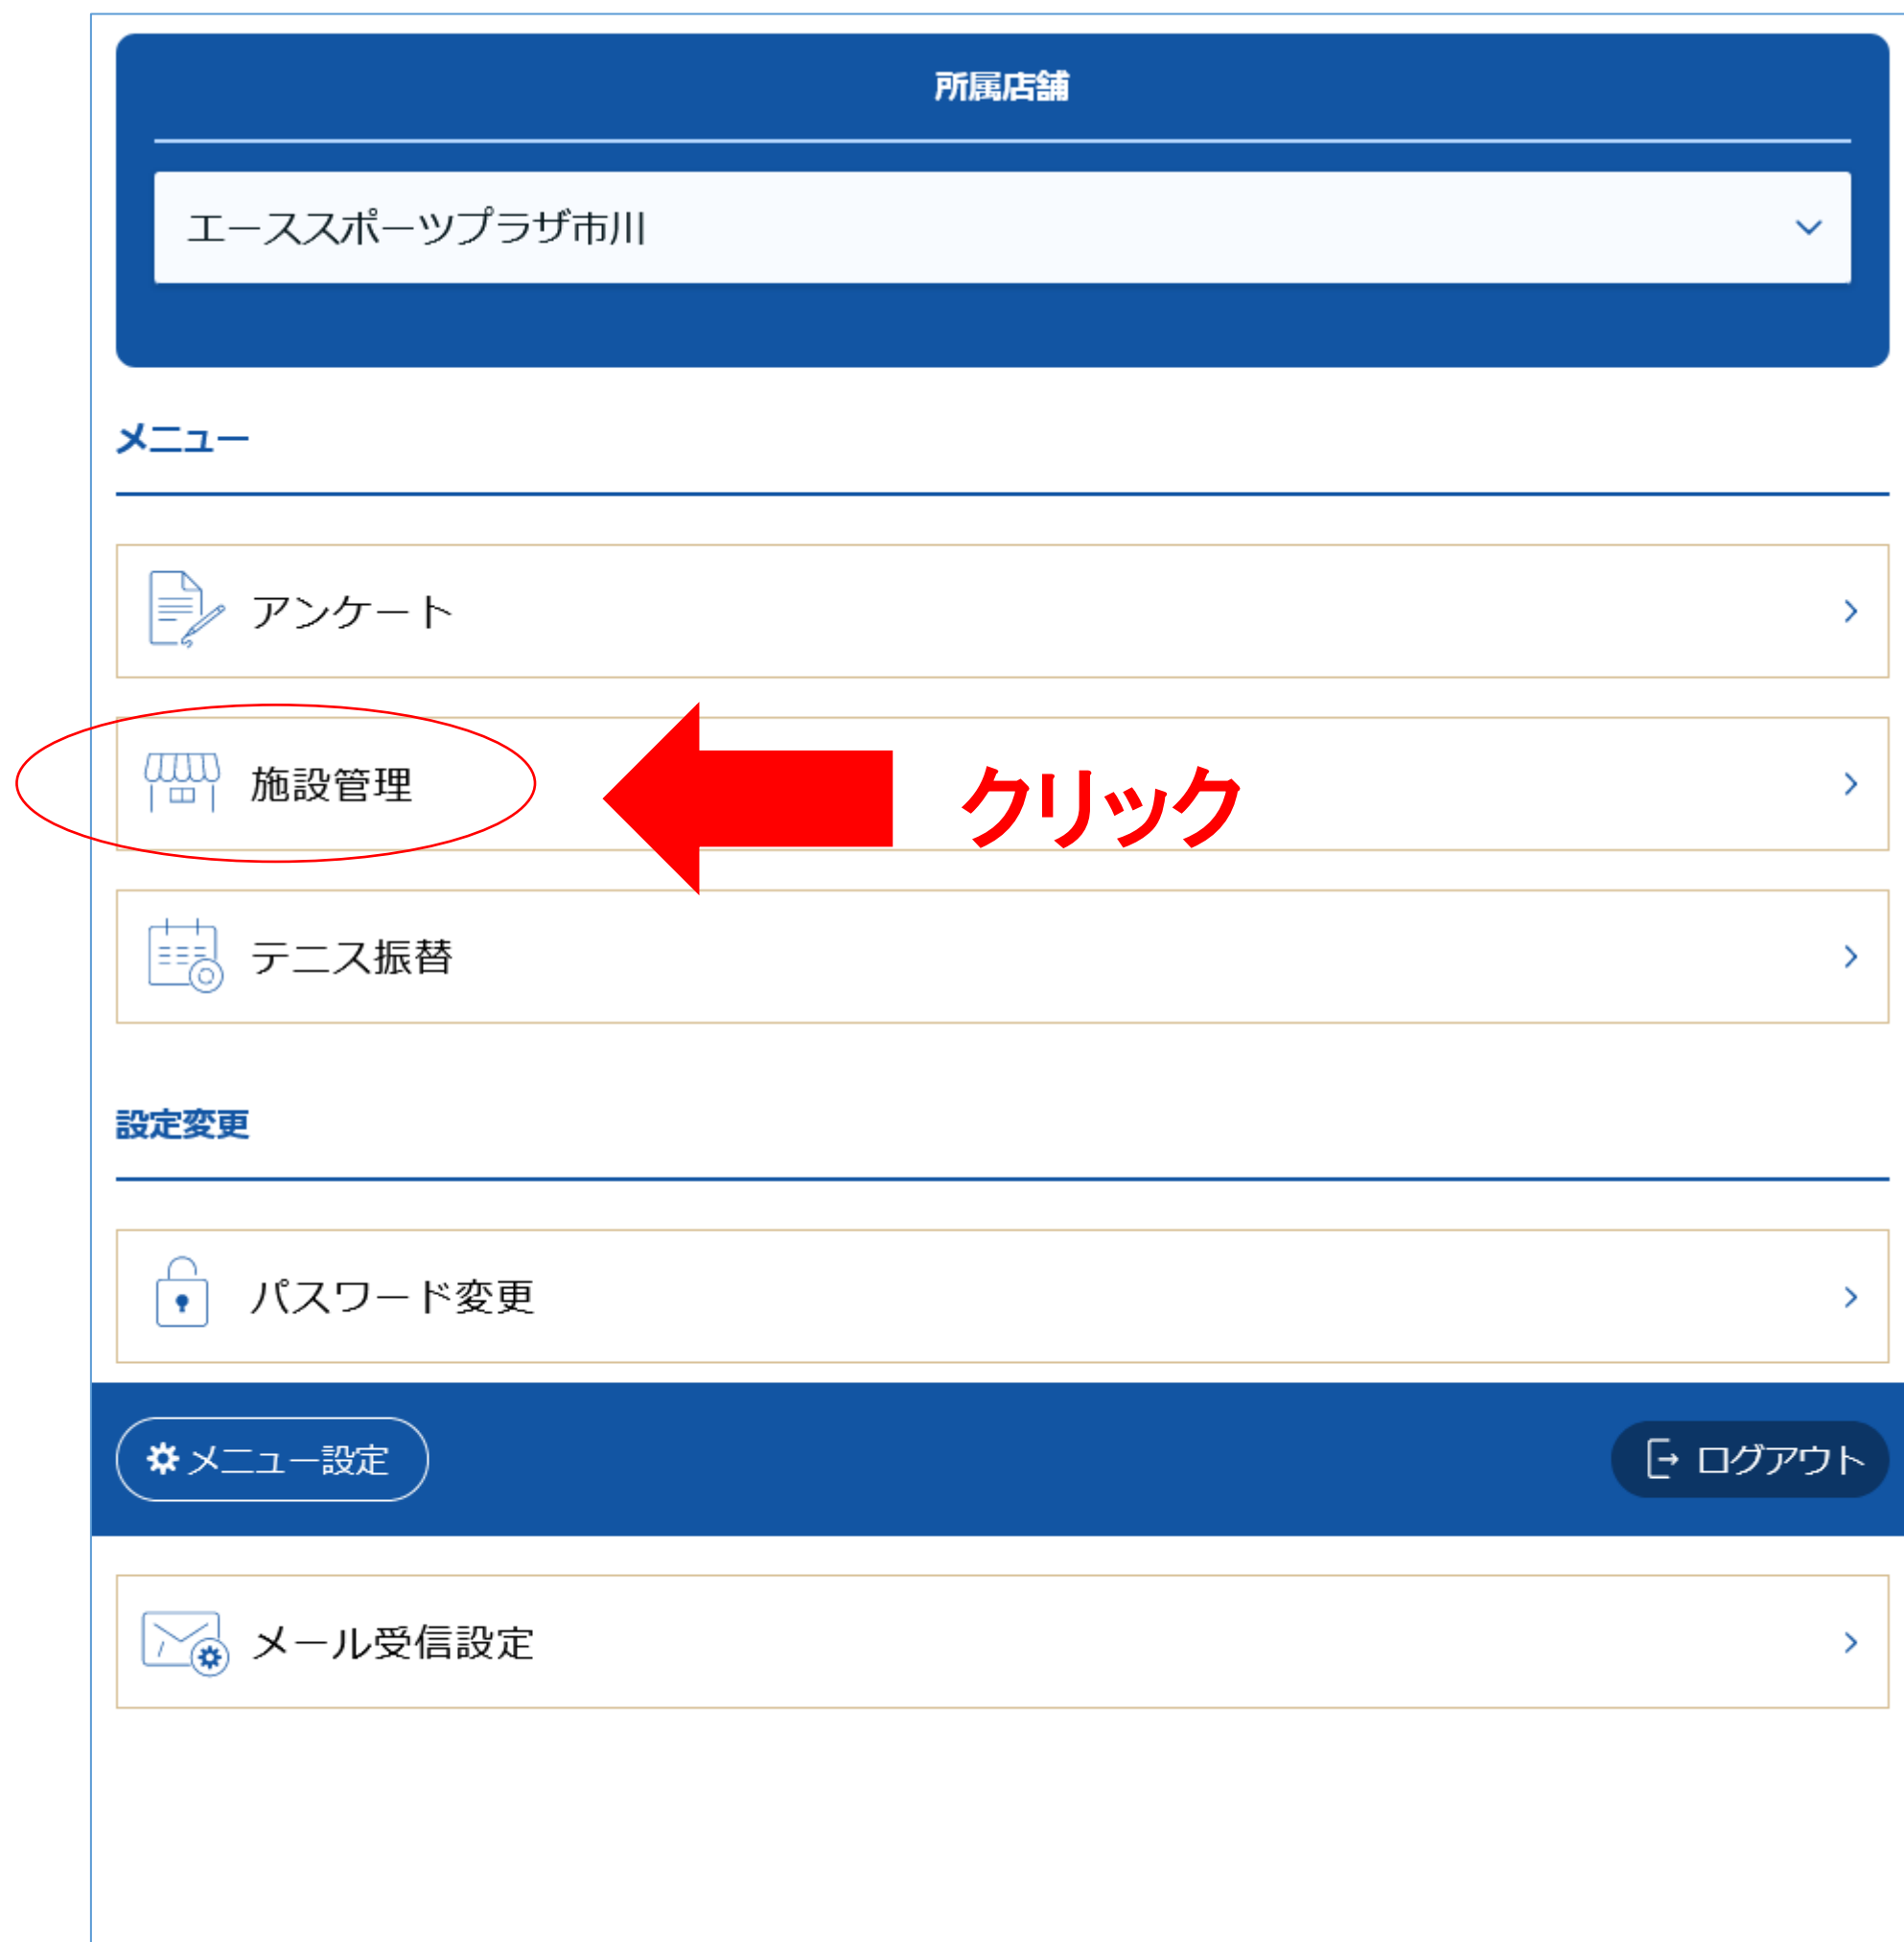 所属店舗
エーススポーツプラザ市川
メニュー
アンケート
施設管理
クリック
テニス振替
設定変更
パスワード変更
メニュー設定
ログアウト
メール受信設定